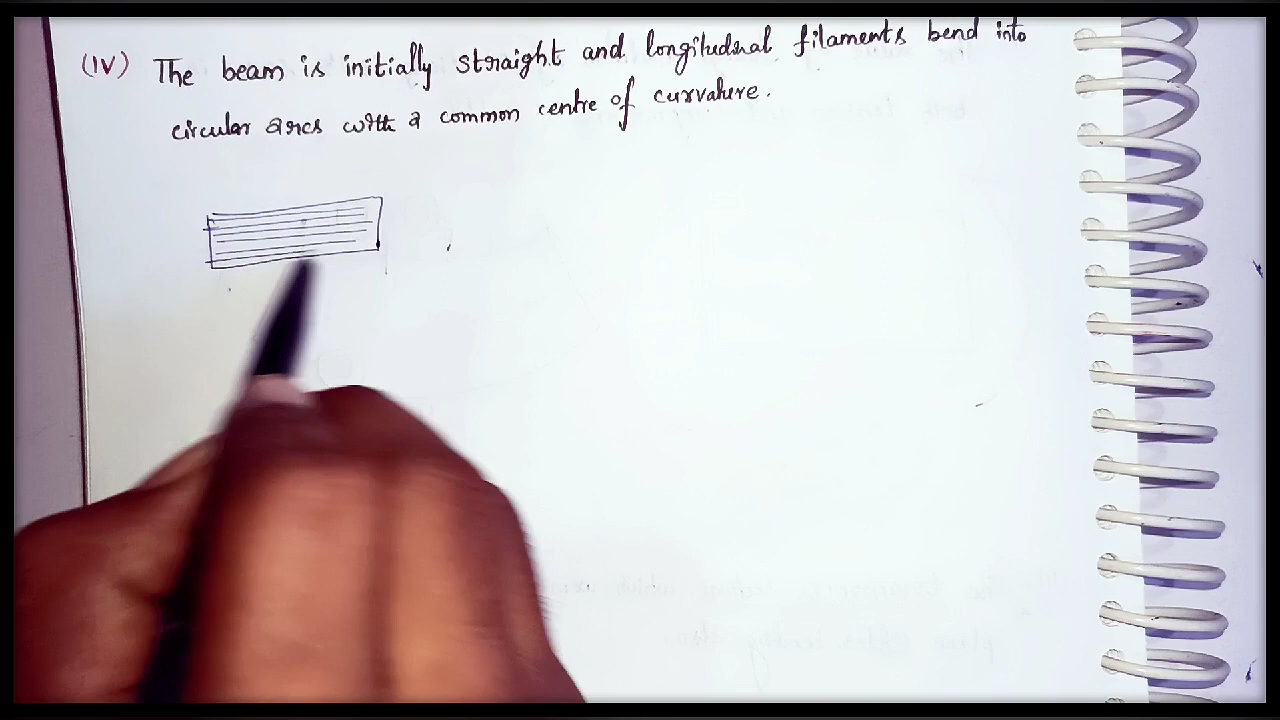 (IV) The beam is initially straight and longitudinal filaments bend into
circular arcs with a common centre of curvature.